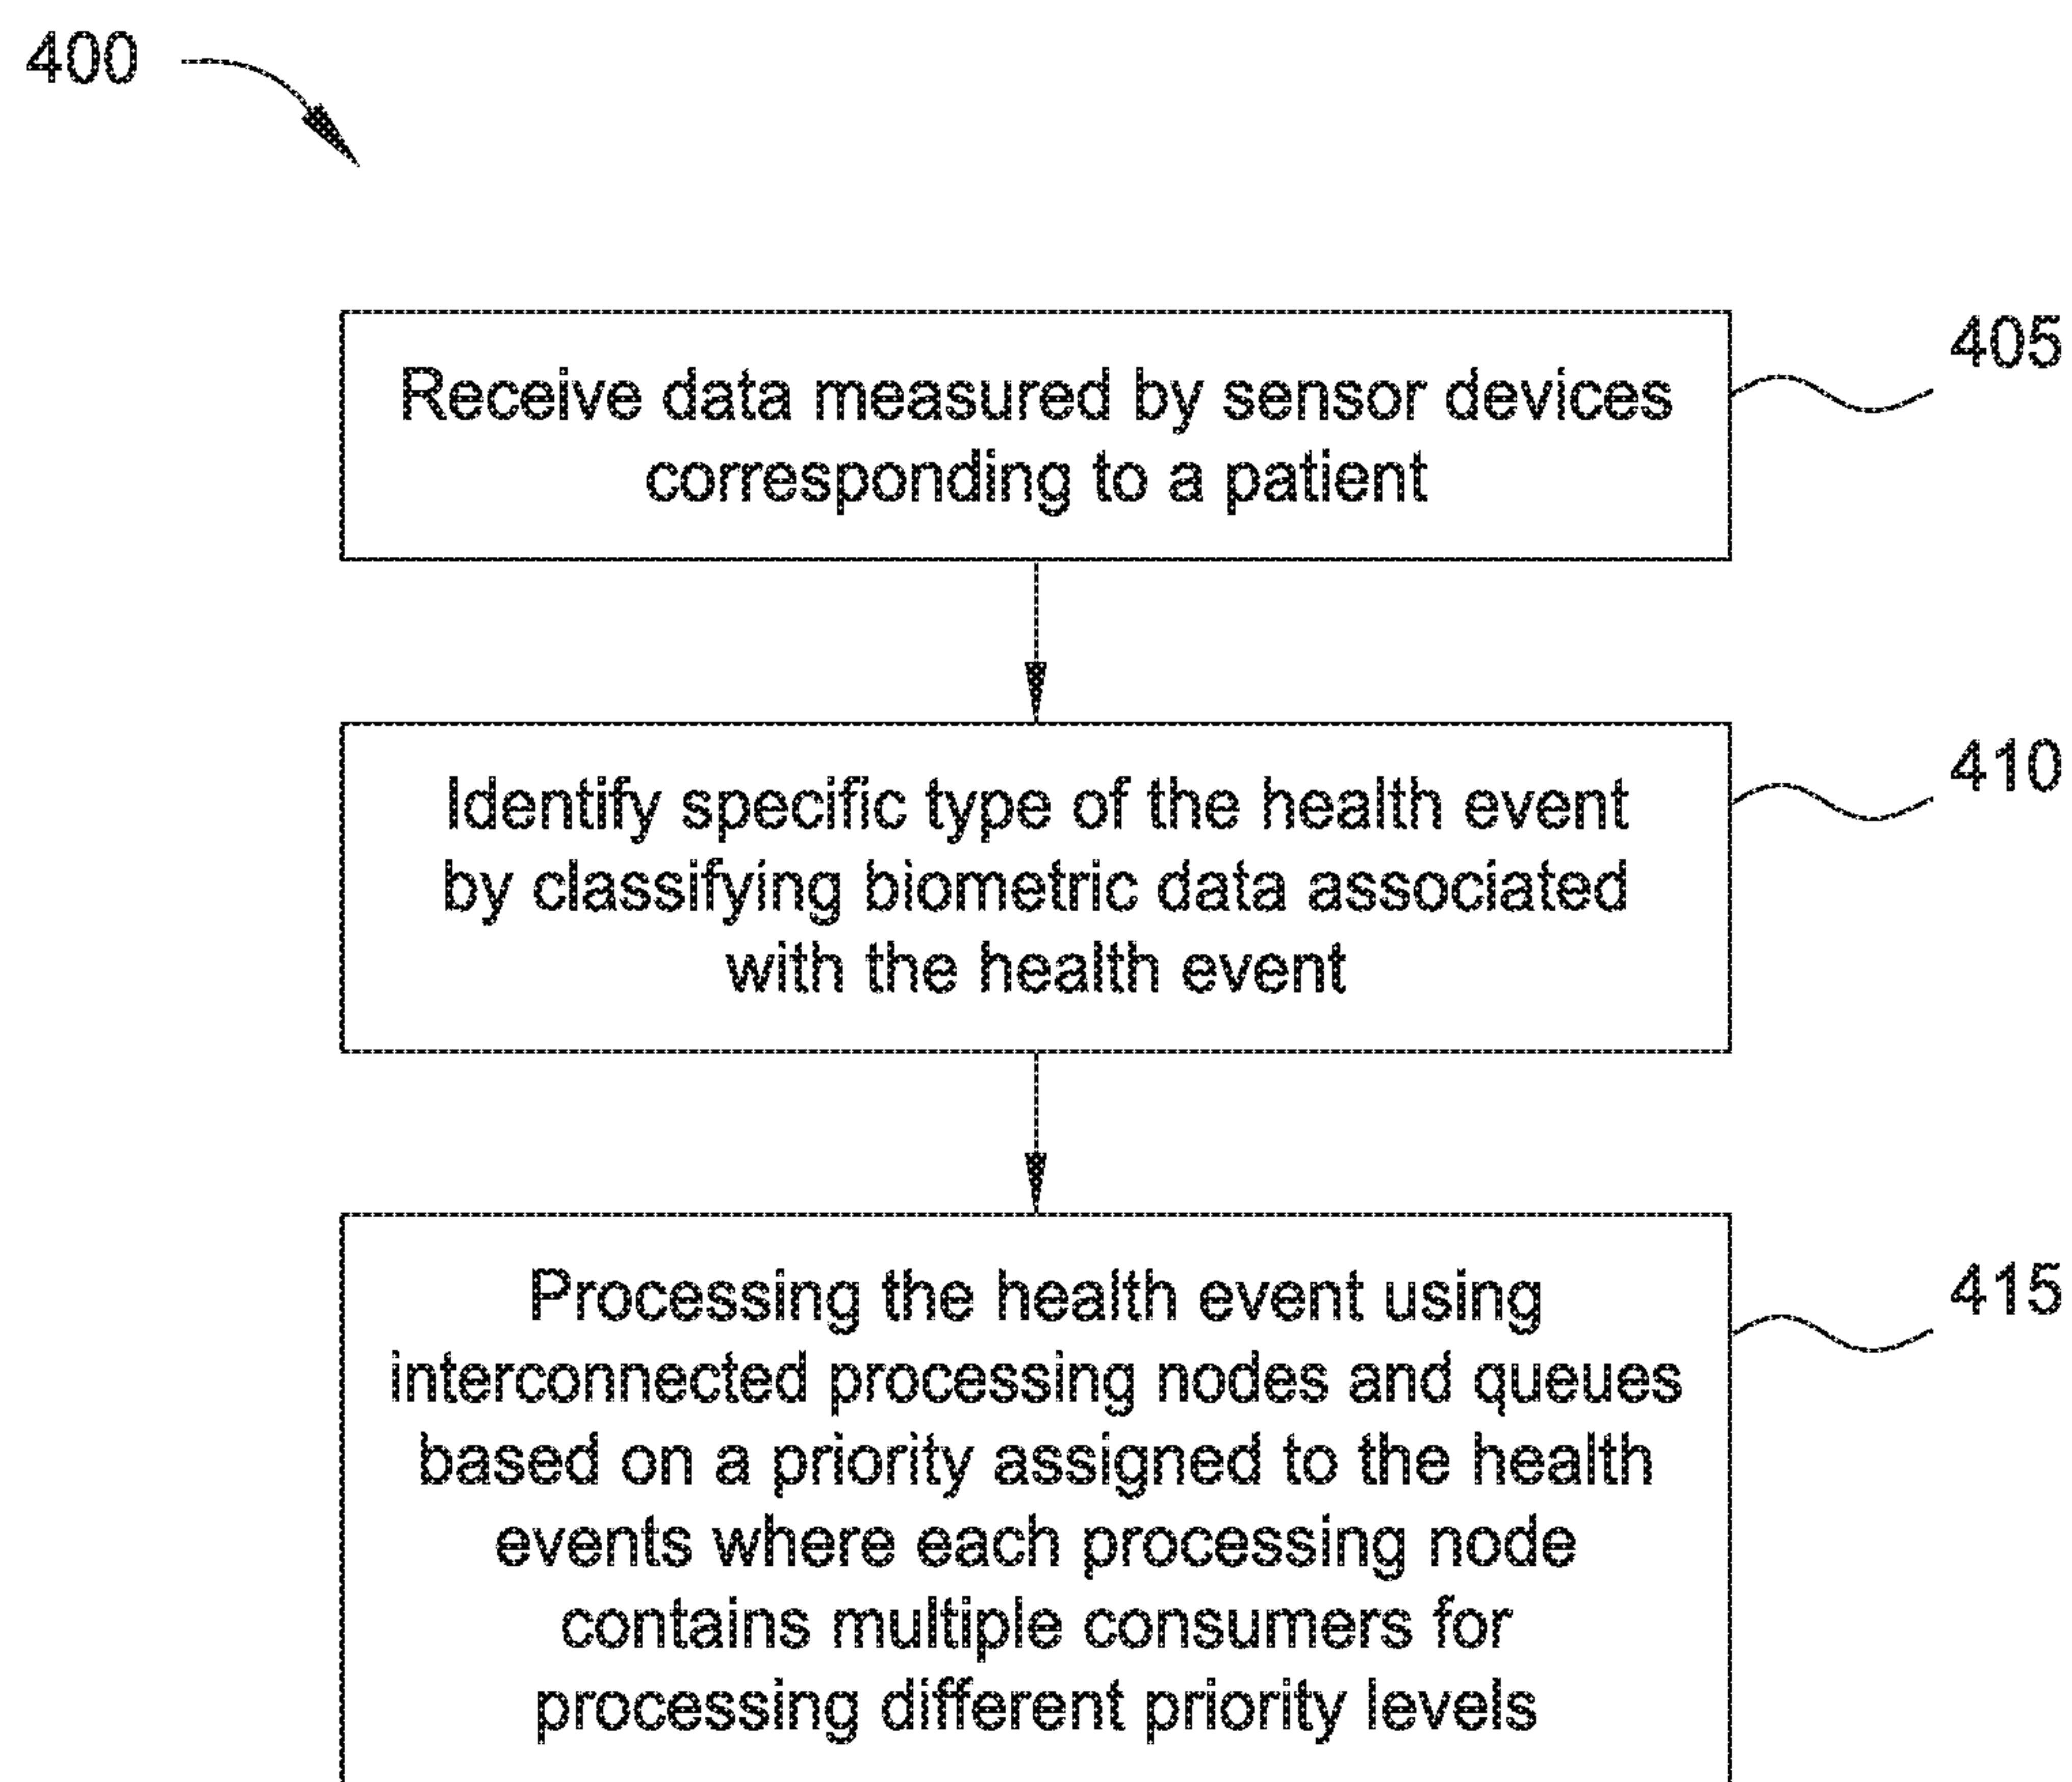 400
Receive data measured by sensor devices
corresponding to a patient
405
Identify specific type of the health event
by classifying biometric data associated
with the health event
410
Processing the health event using
interconnected processing nodes and queues
based on a priority assigned to the health
events where each processing node
contains multiple consumers for
processing different priority levels
415